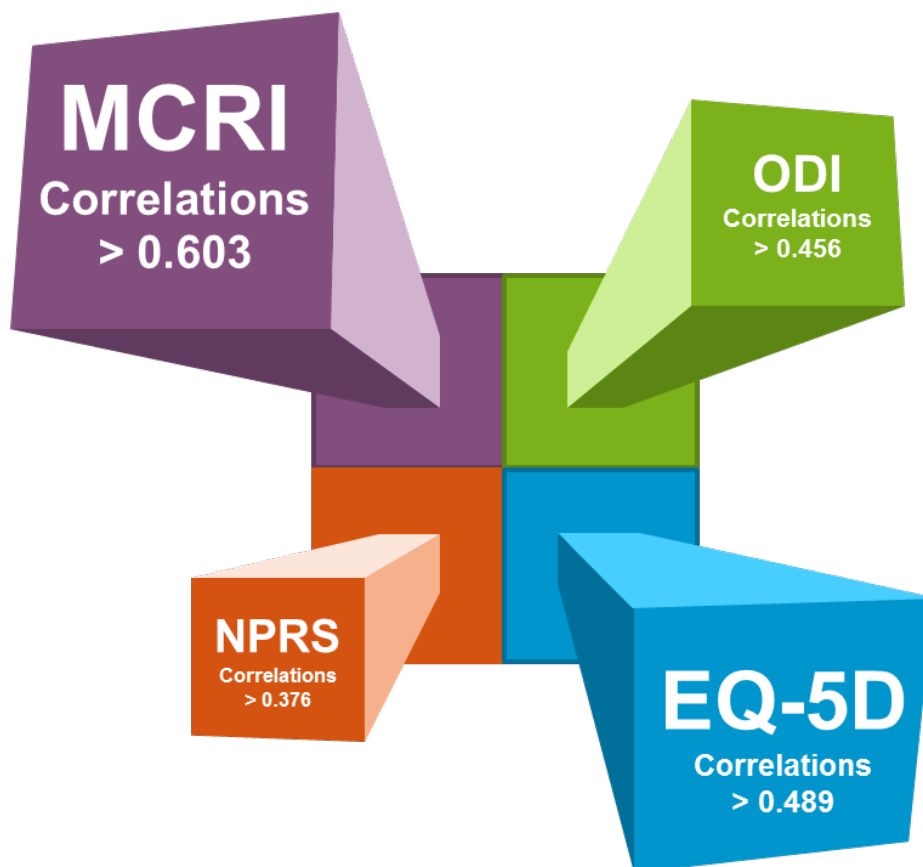 MCRI
Correlations
> 0.603
ODI
Correlations
> 0.456
NPRS
Correlations
> 0.376
EQ-5D
Correlations
> 0.489